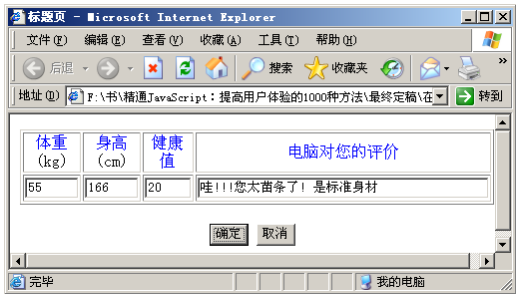 标题页 - Microsoft Internet Explorer
文件(F) 编辑(E) 查看(V) 收藏(A) 工具(T) 帮助(H)
后退 搜索 收藏夹 »
地址(D) F:\书\精通JavaScript：提高用户体验的1000种方法\最终定稿\在 转到
体重(kg) 身高(cm) 健康值 电脑对您的评价
55 166 20 哇!!!您太苗条了! 是标准身材
确定 取消
完毕 我的电脑